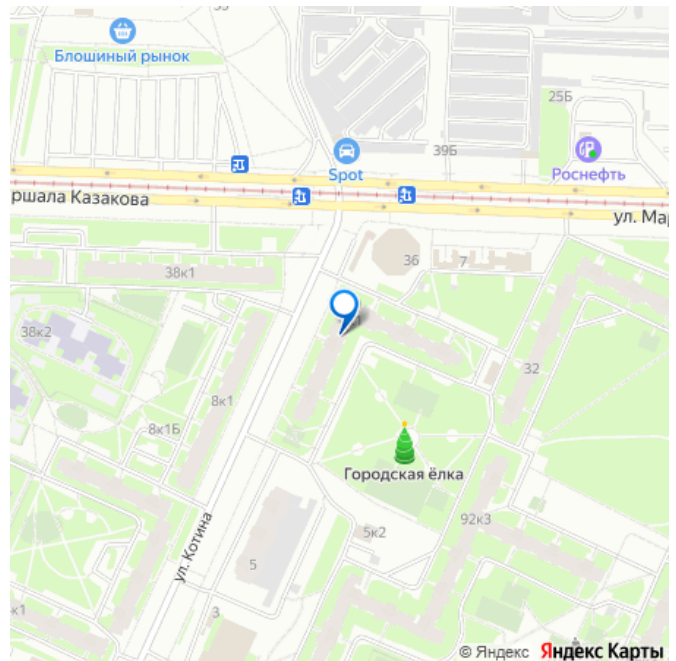 Блошиный рынок
25Б
39Б
Spot
Роснефть
ршала Казакова
ул. Мар
36
7
38к1
38к2
32
8к1
8к1Б
Городская ёлка
92к3
5к2
ул. Котина
5
3
к1
© Яндекс Яндекс Карты